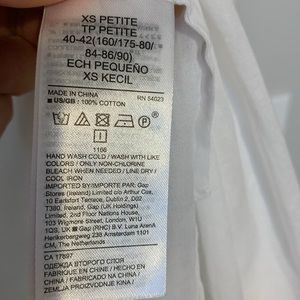 XS PETITE
TP PETITE
40-42(160/175-80/
84-86/90)
ECH PEQUEÑO
XS KECIL
MADE IN CHINA RN 54023
US/GB : 100% COTTON
1166
HAND WASH COLD / WASH WITH LIKE
COLORS / ONLY NON-CHLORINE
BLEACH WHEN NEEDED / LINE DRY /
COOL IRON
IMPORTED BY/IMPORTÉ PAR: Gap
Stores (Ireland) Limited c/o Arthur Cox,
10 Earlsfort Terrace, Dublin 2, D02
T380, Ireland, Gap (UK Holdings)
Limited, 2nd Floor Nations House,
103 Wigmore Street, London, W1U
1QS, UK Gap (RHC) B.V. Luna ArenA
Herikerbergweg 238 Amsterdam 1101
CM, The Netherlands
CA 17897
ОДЕЖДА ВТОРОГО СЛОЯ
FABRIQUÉ EN CHINE / HECHO EN
CHINA / FABRICADO NA CHINA /
ZEMLJA PROIZVODNJE KINA /